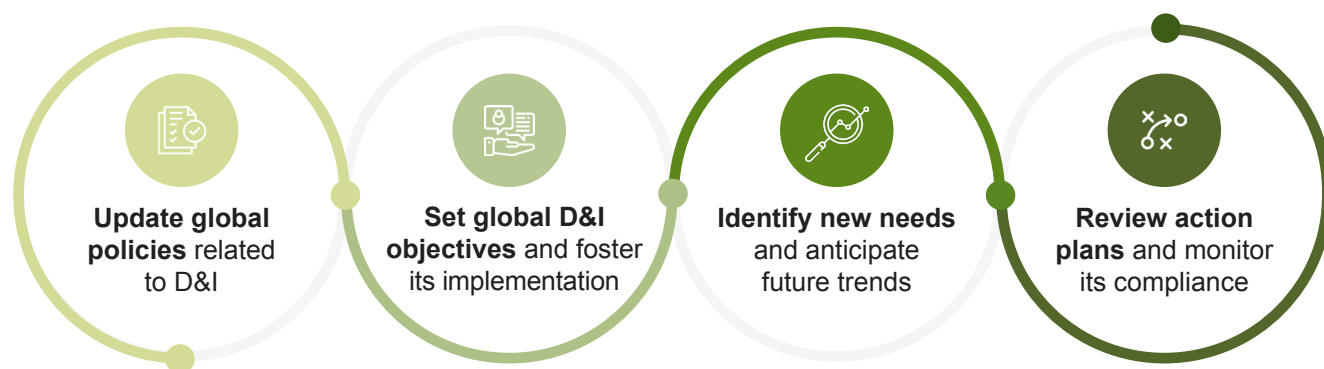 Update global
policies related
to D&I
Set global D&I
objectives and foster
its implementation
Identify new needs
and anticipate
future trends
Review action
plans and monitor
its compliance